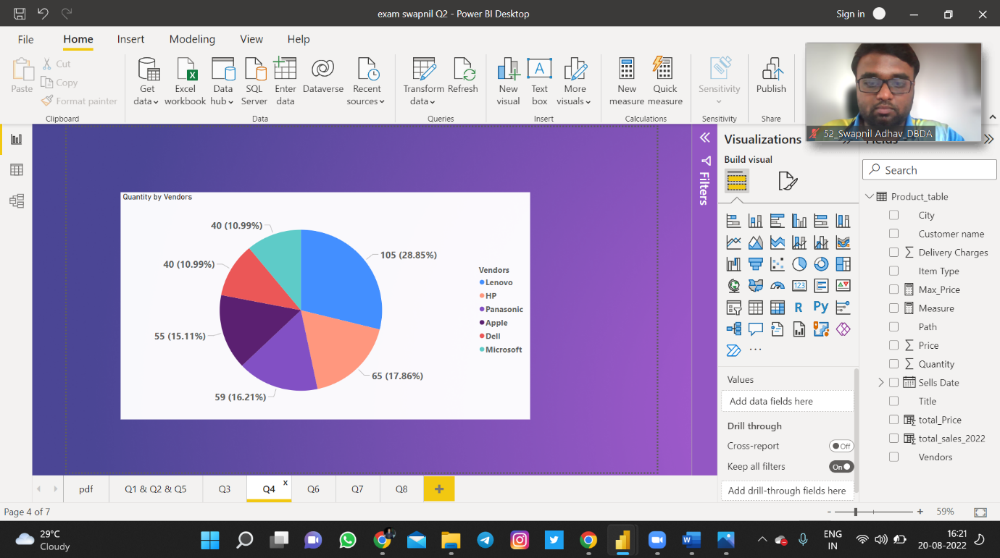 exam swapnil Q2 - Power BI Desktop
Sign in
File Home Insert Modeling View Help
Paste
Cut
Copy
Format painter
Clipboard
Get data
Excel workbook
Data hub
SQL Server
Enter data
Dataverse
Recent sources
Data
Transform data
Refresh
Queries
New visual
Text box
More visuals
Insert
New measure
Quick measure
Calculations
Sensitivity
Sensitivity
Publish
Share
52_Swapnil Adhav_DBDA
Quantity by Vendors
40 (10.99%)
105 (28.85%)
40 (10.99%)
55 (15.11%)
65 (17.86%)
59 (16.21%)
Vendors
Lenovo
HP
Panasonic
Apple
Dell
Microsoft
Filters
Visualizations
Build visual
123
R
Py
Values
Add data fields here
Drill through
Cross-report
Off
Keep all filters
On
Add drill-through fields here
Fields
Search
Product_table
City
Customer name
Delivery Charges
Item Type
Max_Price
Measure
Path
Price
Quantity
Sells Date
Title
total_Price
total_sales_2022
Vendors
pdf
Q1 & Q2 & Q5
Q3
Q4
x
Q6
Q7
Q8
+
Page 4 of 7
- + 59%
29°C
Cloudy
ENG
IN
16:21
20-08-2022